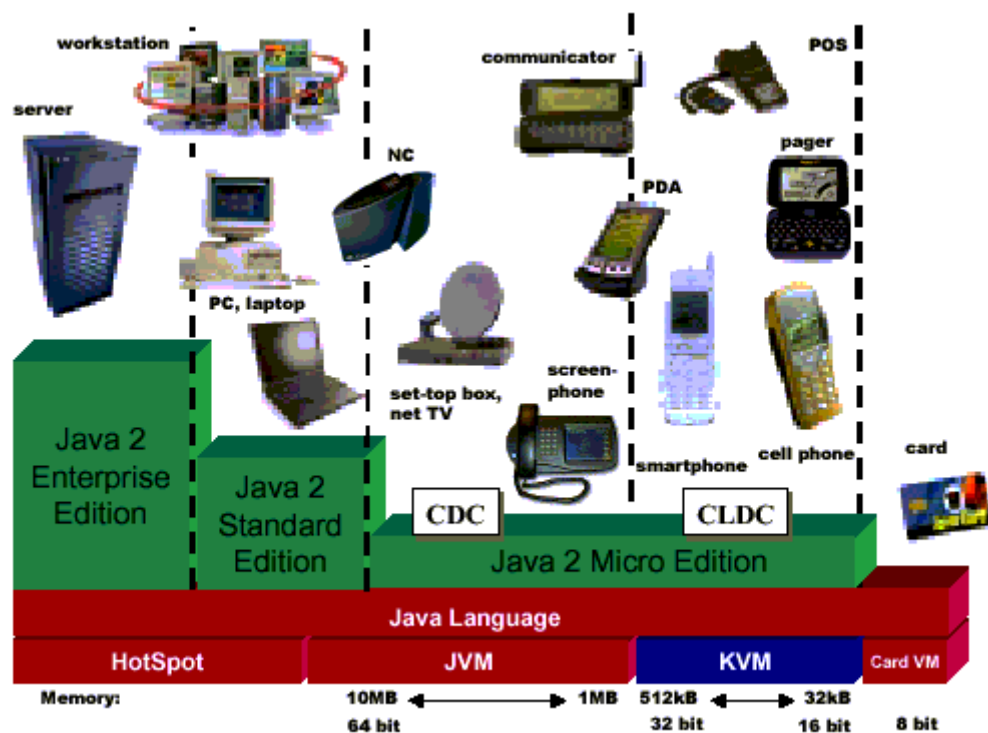 workstation
communicator
POS
server
NC
pager
PDA
PC, laptop
set-top box,
net TV
screen-
phone
smartphone
cell phone
card
Java 2
Enterprise
Edition
Java 2
Standard
Edition
CDC
CLDC
Java 2 Micro Edition
Java Language
HotSpot
JVM
KVM
Card VM
Memory:
10MB
1MB
512kB
32kB
64 bit
32 bit
16 bit
8 bit